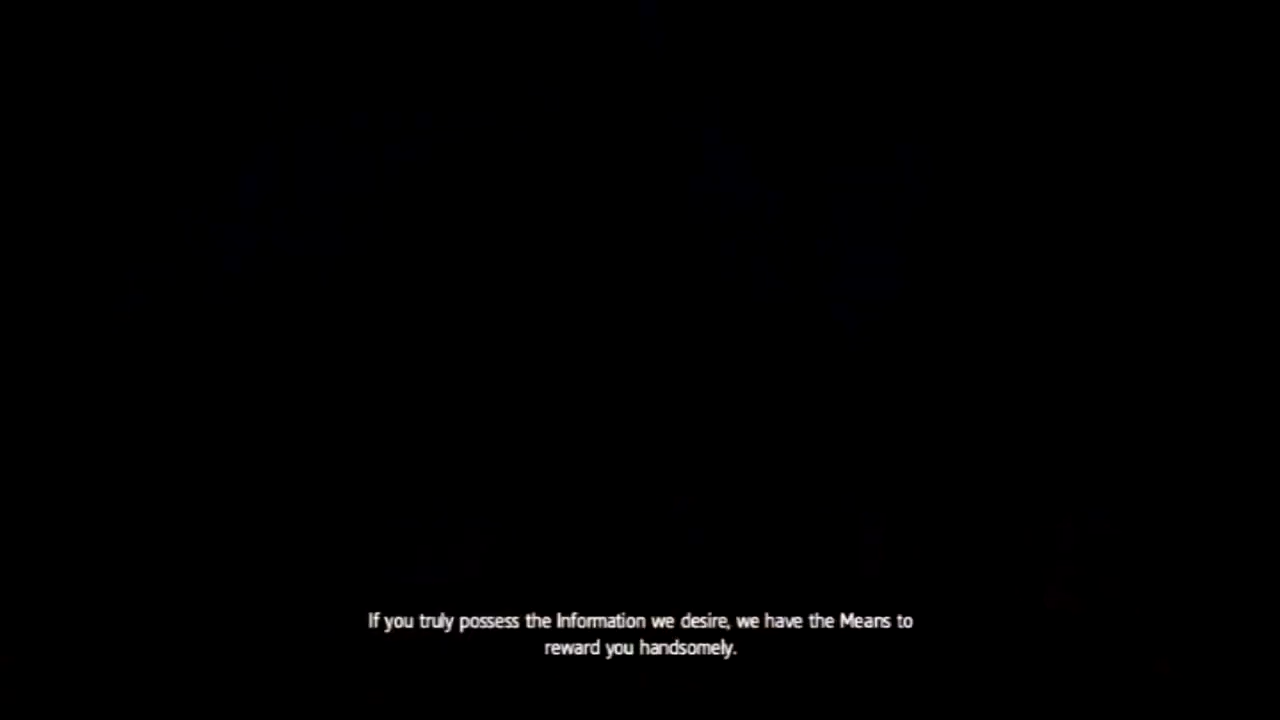 If you truly possess the Information we desire, we have the Means to
reward you handsomely.